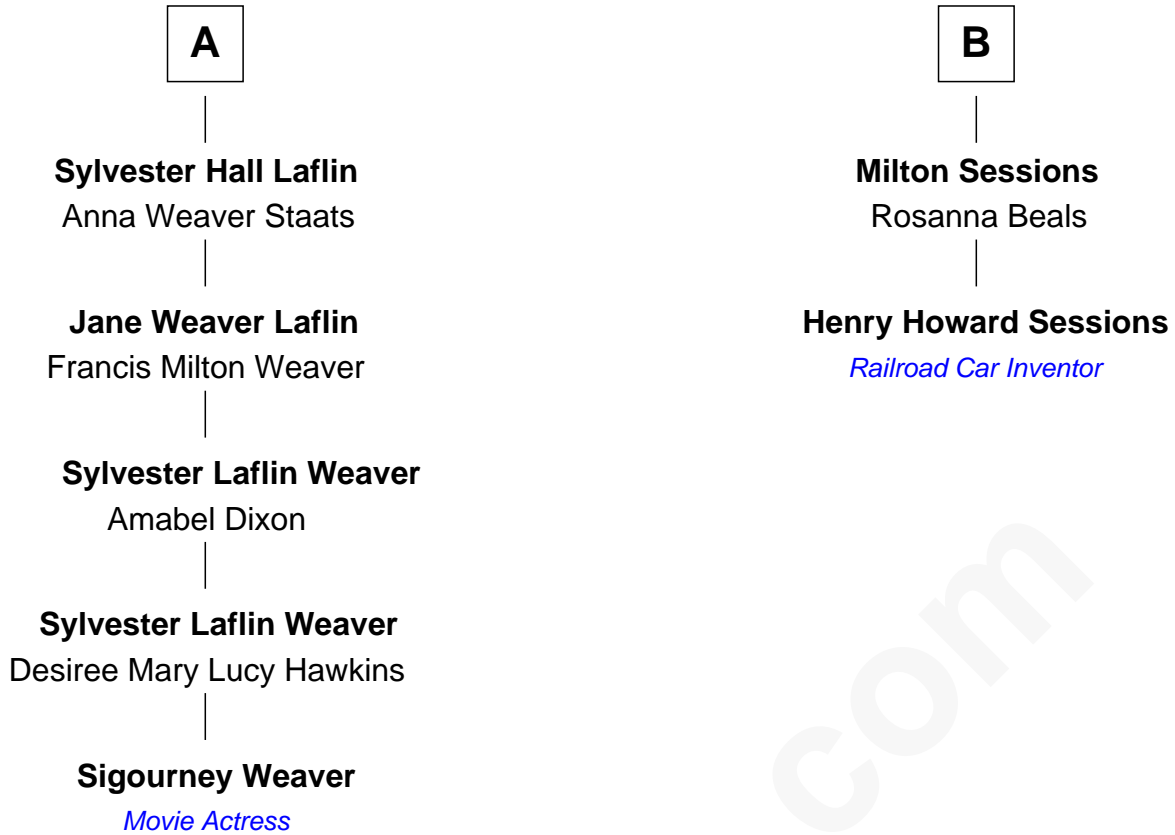 A
Sylvester Hall Laflin
Anna Weaver Staats
Jane Weaver Laflin
Francis Milton Weaver
Sylvester Laflin Weaver
Amabel Dixon
Sylvester Laflin Weaver
Desiree Mary Lucy Hawkins
Sigourney Weaver
Movie Actress
B
Milton Sessions
Rosanna Beals
Henry Howard Sessions
Railroad Car Inventor
com